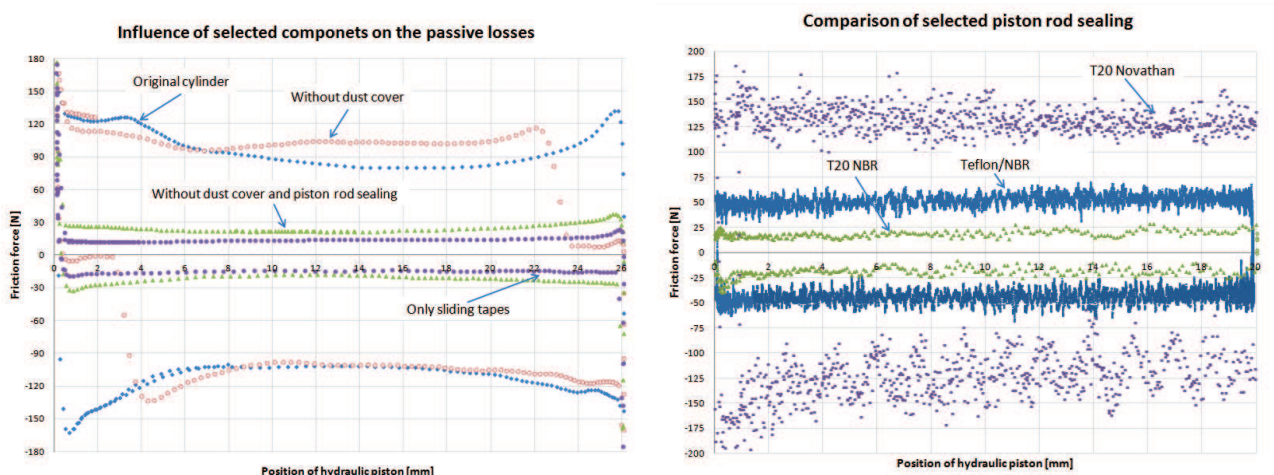 Influence of selected componets on the passive losses
180
150
120
90
60
30
0
-30
-60
-90
-120
-150
-180
Friction force [N]
0 2 4 6 8 10 12 14 16 18 20 22 24 26
Original cylinder
Without dust cover
Without dust cover and piston rod sealing
Only sliding tapes
Position of hydraulic piston [mm]
Comparison of selected piston rod sealing
200
175
150
125
100
75
50
25
0
-25
-50
-75
-100
-125
-150
-175
-200
Friction force [N]
0 2 4 6 8 10 12 14 16 18 20
T20 Novathan
T20 NBR
Teflon/NBR
Position of hydraulic piston [mm]